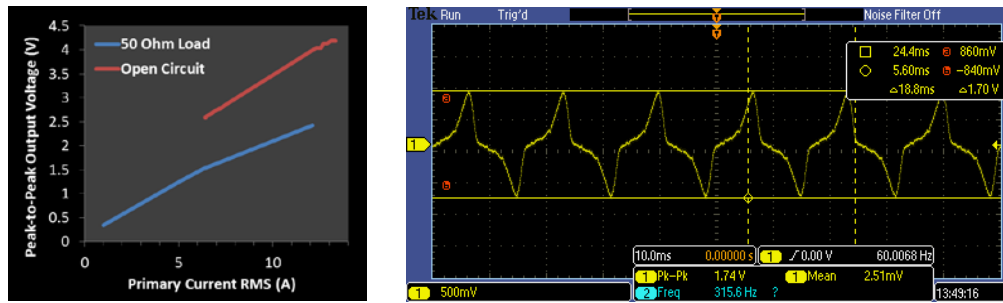 4.5
4
3.5
3
2.5
2
1.5
1
0.5
0
Peak-to-Peak Output Voltage (V)
50 Ohm Load
Open Circuit
0 5 10
Primary Current RMS (A)
Tek Run Trig'd Noise Filter Off
24.4ms 860mV
5.60ms -840mV
△18.8ms △1.70 V
1
10.0ms 0.00000 s 1 0.00 V 60.0068 Hz
1 Pk-Pk 1.74 V 1 Mean 2.51mV
2 Freq 315.6 Hz ?
1 500mV 13:49:16